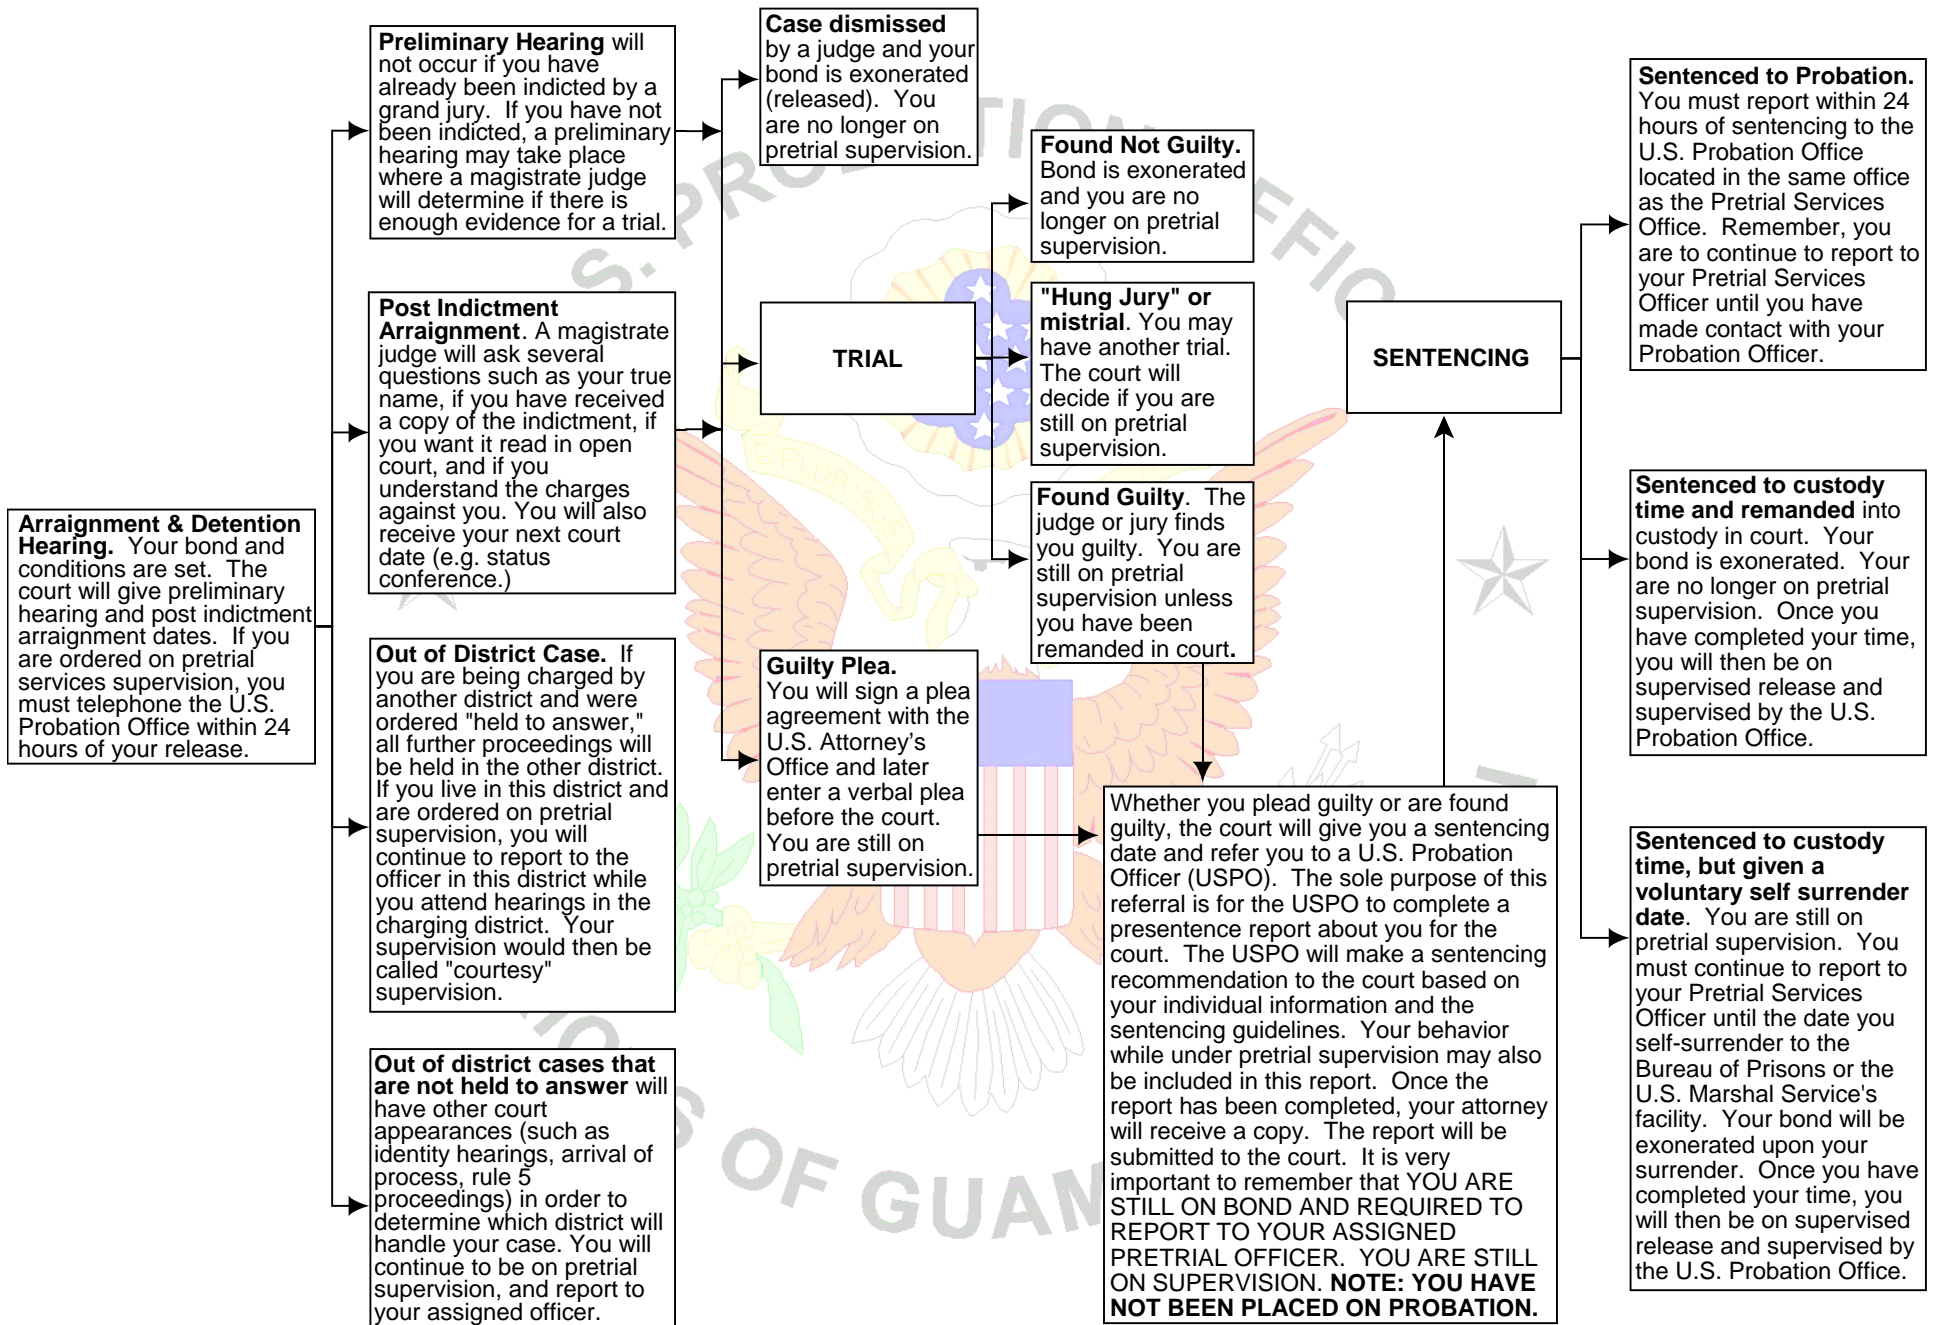 Arraignment & Detention
Hearing. Your bond and
conditions are set. The
court will give preliminary
hearing and post indictment
arraignment dates. If you
are ordered on pretrial
services supervision, you
must telephone the U.S.
Probation Office within 24
hours of your release.
Preliminary Hearing will
not occur if you have
already been indicted by a
grand jury. If you have not
been indicted, a preliminary
hearing may take place
where a magistrate judge
will determine if there is
enough evidence for a trial.
Post Indictment
Arraignment. A magistrate
judge will ask several
questions such as your true
name, if you have received
a copy of the indictment, if
you want it read in open
court, and if you
understand the charges
against you. You will also
receive your next court
date (e.g. status
conference.)
Out of District Case. If
you are being charged by
another district and were
ordered "held to answer,"
all further proceedings will
be held in the other district.
If you live in this district and
are ordered on pretrial
supervision, you will
continue to report to the
officer in this district while
you attend hearings in the
charging district. Your
supervision would then be
called "courtesy"
supervision.
Out of district cases that
are not held to answer will
have other court
appearances (such as
identity hearings, arrival of
process, rule 5
proceedings) in order to
determine which district will
handle your case. You will
continue to be on pretrial
supervision, and report to
your assigned officer.
Case dismissed
by a judge and your
bond is exonerated
(released). You
are no longer on
pretrial supervision.
TRIAL
Guilty Plea.
You will sign a plea
agreement with the
U.S. Attorney's
Office and later
enter a verbal plea
before the court.
You are still on
pretrial supervision.
Found Not Guilty.
Bond is exonerated
and you are no
longer on pretrial
supervision.
"Hung Jury" or
mistrial. You may
have another trial.
The court will
decide if you are
still on pretrial
supervision.
Found Guilty. The
judge or jury finds
you guilty. You are
still on pretrial
supervision unless
you have been
remanded in court.
Whether you plead guilty or are found
guilty, the court will give you a sentencing
date and refer you to a U.S. Probation
Officer (USPO). The sole purpose of this
referral is for the USPO to complete a
presentence report about you for the
court. The USPO will make a sentencing
recommendation to the court based on
your individual information and the
sentencing guidelines. Your behavior
while under pretrial supervision may also
be included in this report. Once the
report has been completed, your attorney
will receive a copy. The report will be
submitted to the court. It is very
important to remember that YOU ARE
STILL ON BOND AND REQUIRED TO
REPORT TO YOUR ASSIGNED
PRETRIAL OFFICER. YOU ARE STILL
ON SUPERVISION. NOTE: YOU HAVE
NOT BEEN PLACED ON PROBATION.
SENTENCING
Sentenced to Probation.
You must report within 24
hours of sentencing to the
U.S. Probation Office
located in the same office
as the Pretrial Services
Office. Remember, you
are to continue to report to
your Pretrial Services
Officer until you have
made contact with your
Probation Officer.
Sentenced to custody
time and remanded into
custody in court. Your
bond is exonerated. Your
are no longer on pretrial
supervision. Once you
have completed your time,
you will then be on
supervised release and
supervised by the U.S.
Probation Office.
Sentenced to custody
time, but given a
voluntary self surrender
date. You are still on
pretrial supervision. You
must continue to report to
your Pretrial Services
Officer until the date you
self-surrender to the
Bureau of Prisons or the
U.S. Marshal Service's
facility. Your bond will be
exonerated upon your
surrender. Once you have
completed your time, you
will then be on supervised
release and supervised by
the U.S. Probation Office.
E PLURIBUS
S.
OF GUAM